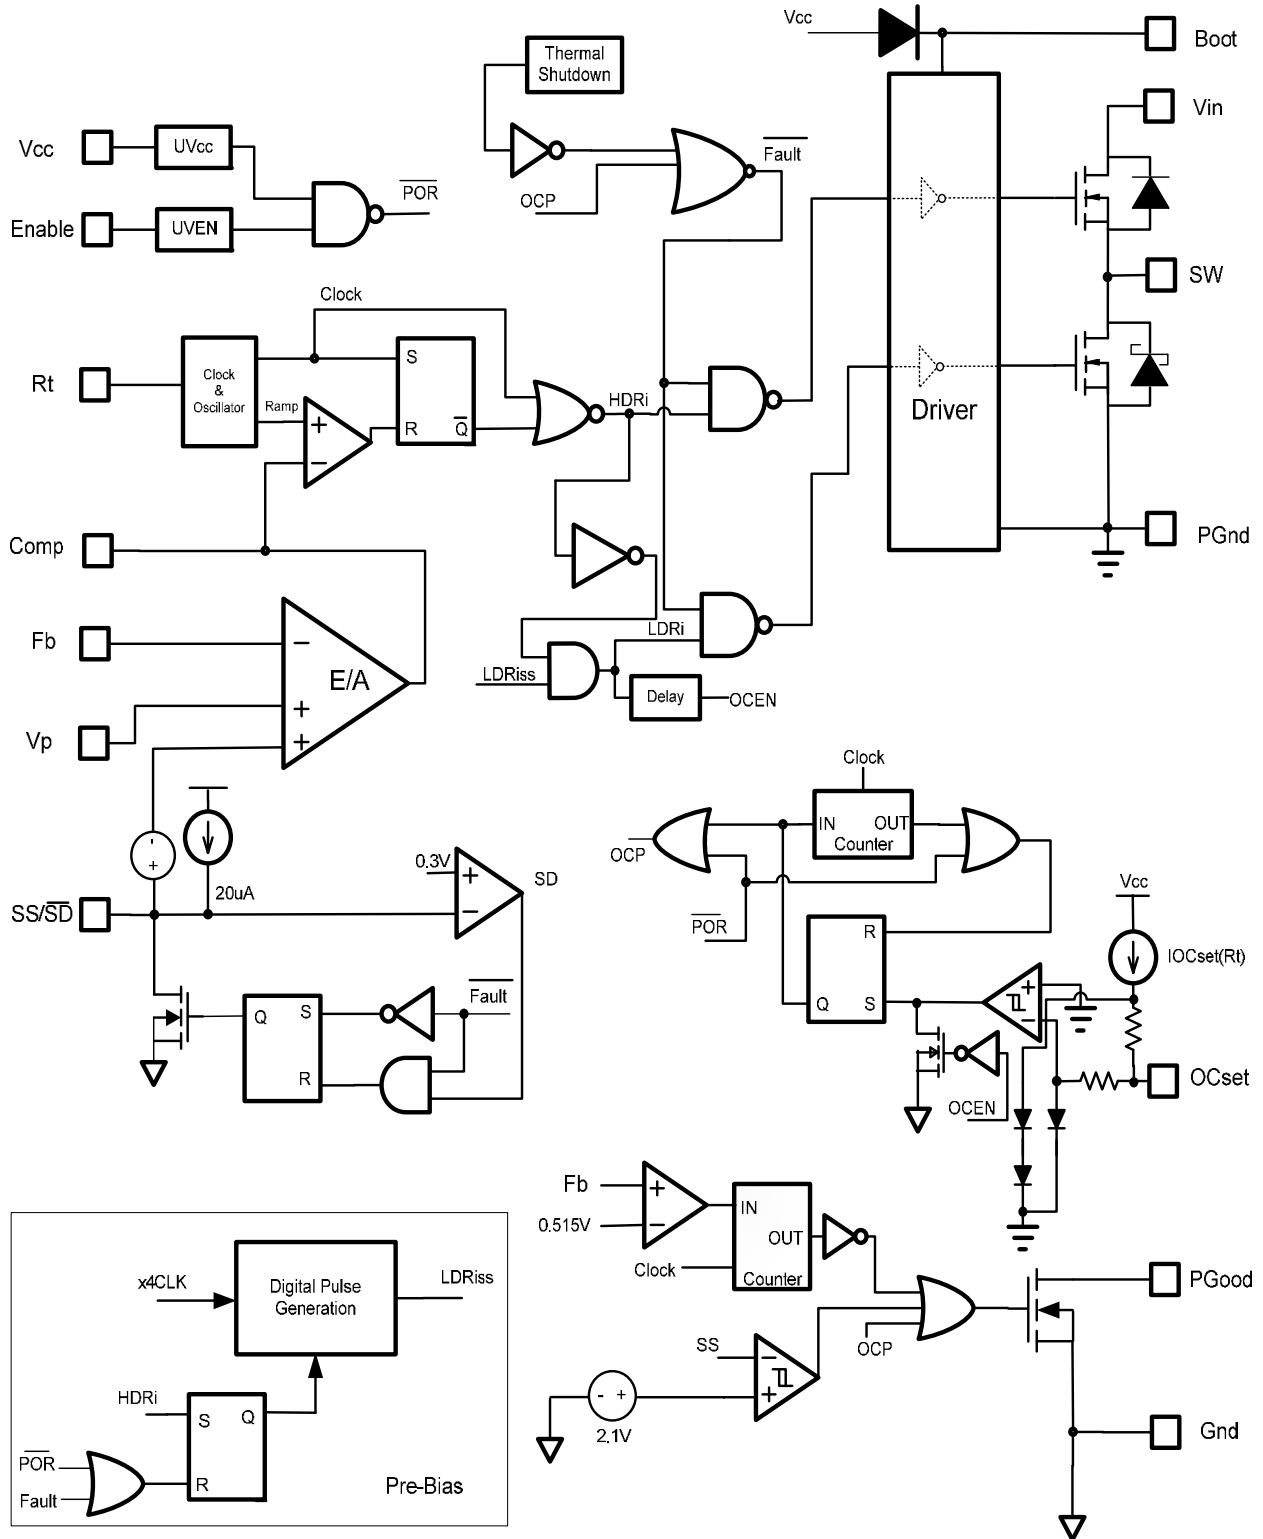 Vcc
Boot
Thermal
Shutdown
Vin
Vcc
UVcc
POR
Fault
OCP
Enable
UVEN
SW
Clock
Rt
Clock
&
Oscillator
Ramp
S
R
Q
HDRi
+
−
Driver
Comp
PGnd
Fb
−
E/A
+
+
Vp
LDRi
LDRiss
Delay
OCEN
Clock
IN
OUT
Counter
OCP
POR
-
+
20uA
0.3V
+
−
SD
SS/SD
Vcc
IOCset(Rt)
R
Q
S
+
−
Fault
Q
S
R
OCEN
OCset
Fb
0.515V
+
−
IN
OUT
Counter
Clock
PGood
x4CLK
Digital Pulse
Generation
LDRiss
SS
−
+
OCP
- +
2.1V
HDRi
S
Q
R
POR
Fault
Pre-Bias
Gnd